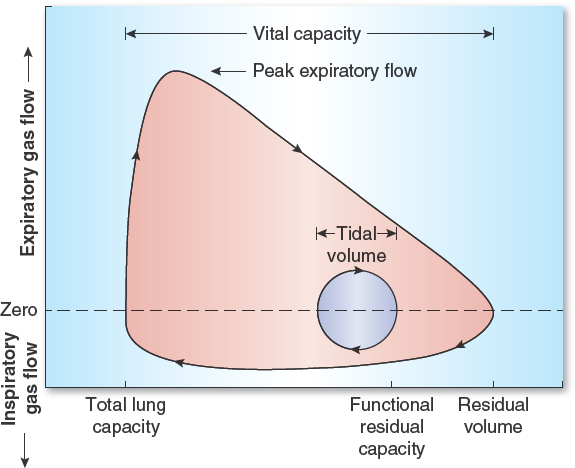 Vital capacity
Peak expiratory flow
Expiratory gas flow
Tidal
volume
Zero
Inspiratory
gas flow
Total lung
capacity
Functional
residual
capacity
Residual
volume